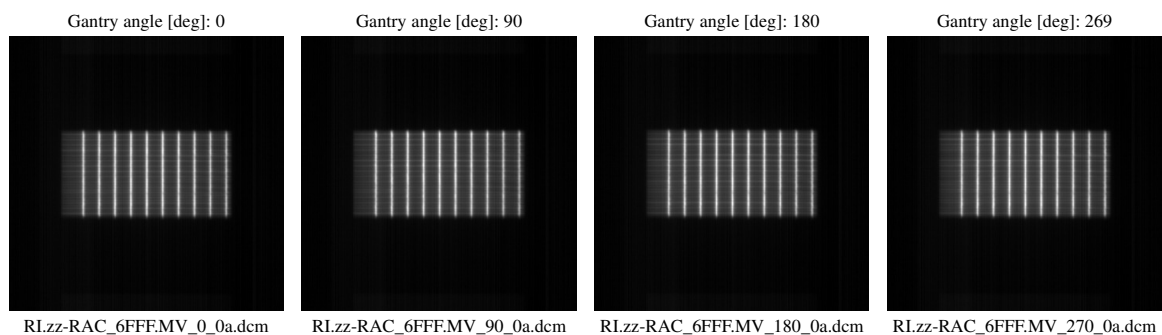 Gantry angle [deg]: 0
Gantry angle [deg]: 90
Gantry angle [deg]: 180
Gantry angle [deg]: 269
RI.zz-RAC_6FFF.MV_0_0a.dcm
RI.zz-RAC_6FFF.MV_90_0a.dcm
RI.zz-RAC_6FFF.MV_180_0a.dcm
RI.zz-RAC_6FFF.MV_270_0a.dcm